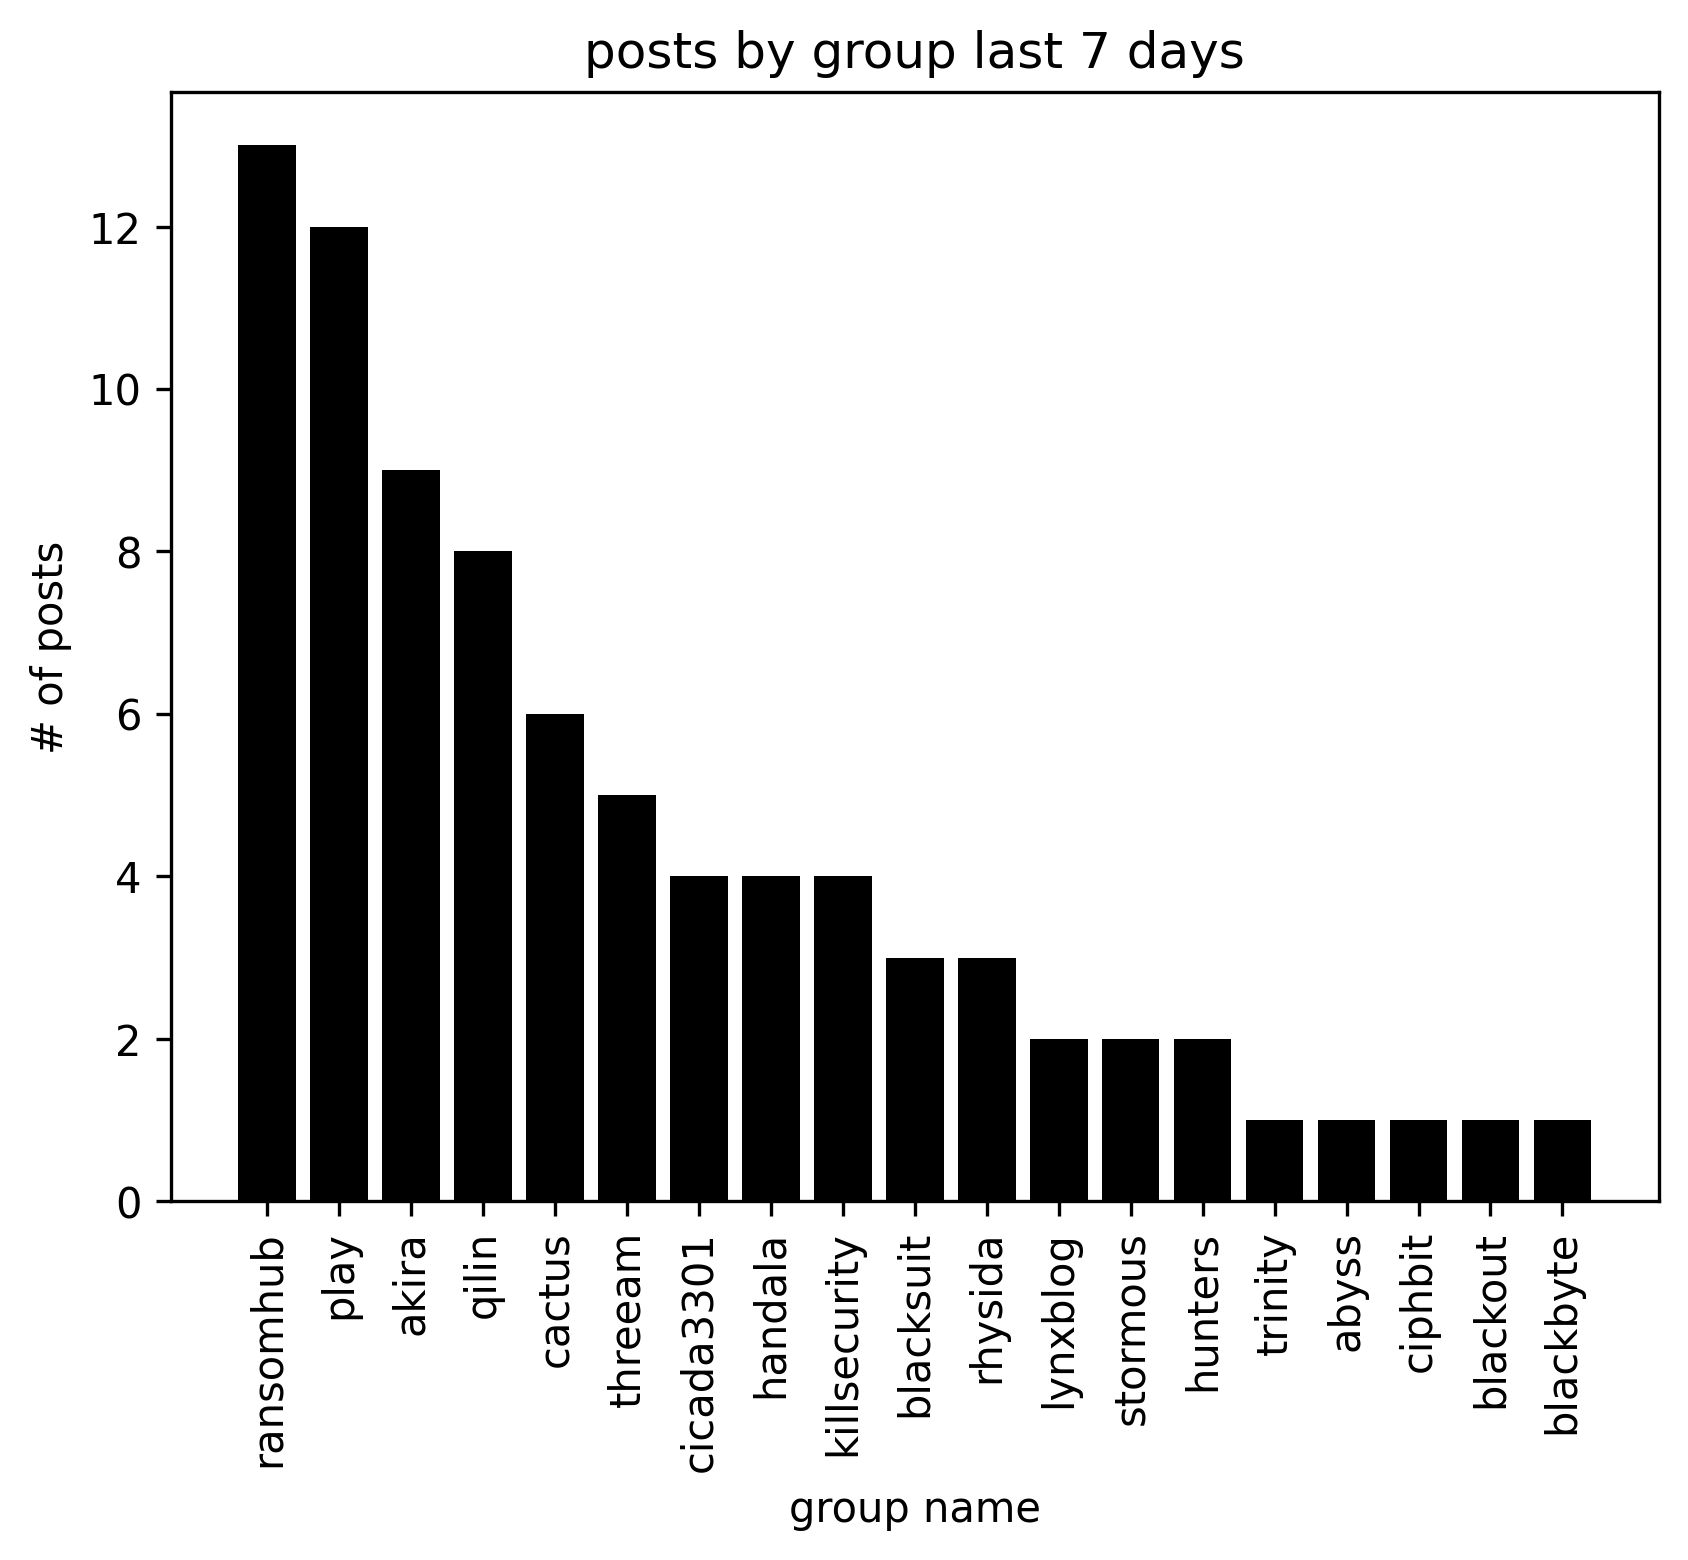 posts by group last 7 days
# of posts
12
10
8
6
4
2
0
ransomhub
play
akira
qilin
cactus
threeam
cicada3301
handala
killsecurity
blacksuit
rhysida
lynxblog
stormous
hunters
trinity
abyss
ciphbit
blackout
blackbyte
group name